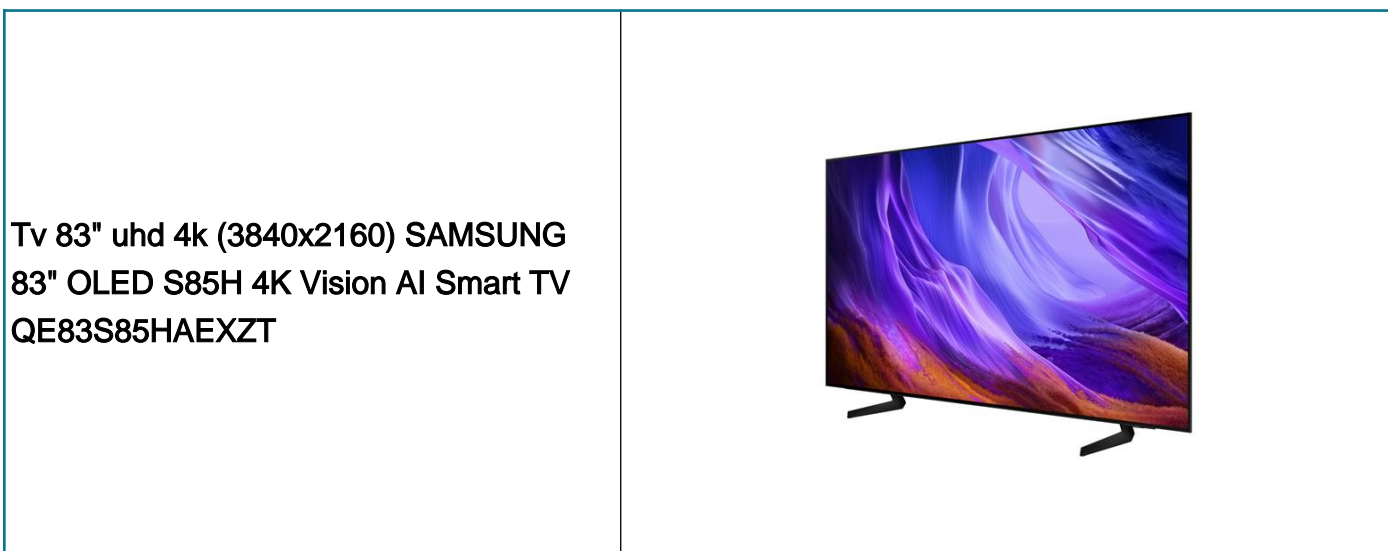 Tv 83" uhd 4k (3840x2160) SAMSUNG
83" OLED S85H 4K Vision AI Smart TV
QE83S85HAEXZT